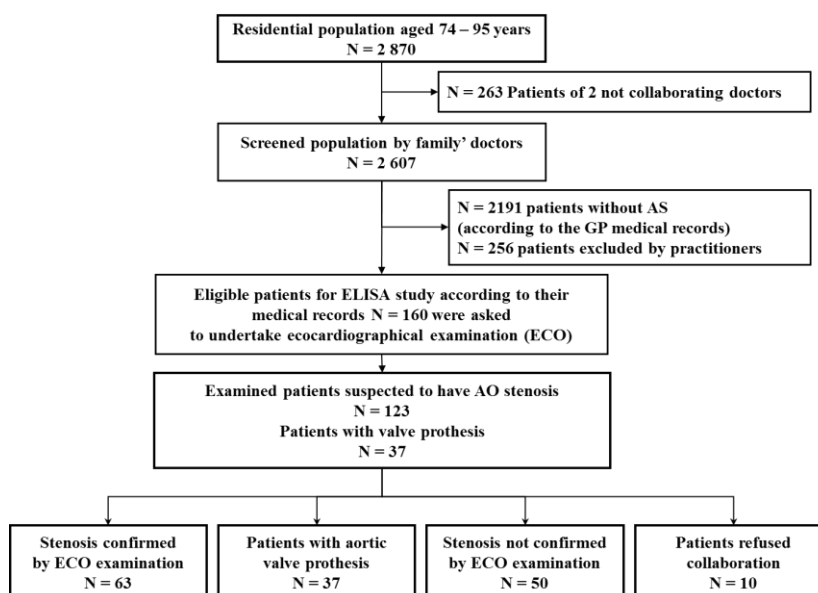 Residential population aged 74 – 95 years
N = 2 870
N = 263 Patients of 2 not collaborating doctors
Screened population by family' doctors
N = 2 607
N = 2191 patients without AS
(according to the GP medical records)
N = 256 patients excluded by practitioners
Eligible patients for ELISA study according to their
medical records N = 160 were asked
to undertake ecocardiographical examination (ECO)
Examined patients suspected to have AO stenosis
N = 123
Patients with valve prothesis
N = 37
Stenosis confirmed
by ECO examination
N = 63
Patients with aortic
valve prothesis
N = 37
Stenosis not confirmed
by ECO examination
N = 50
Patients refused
collaboration
N = 10